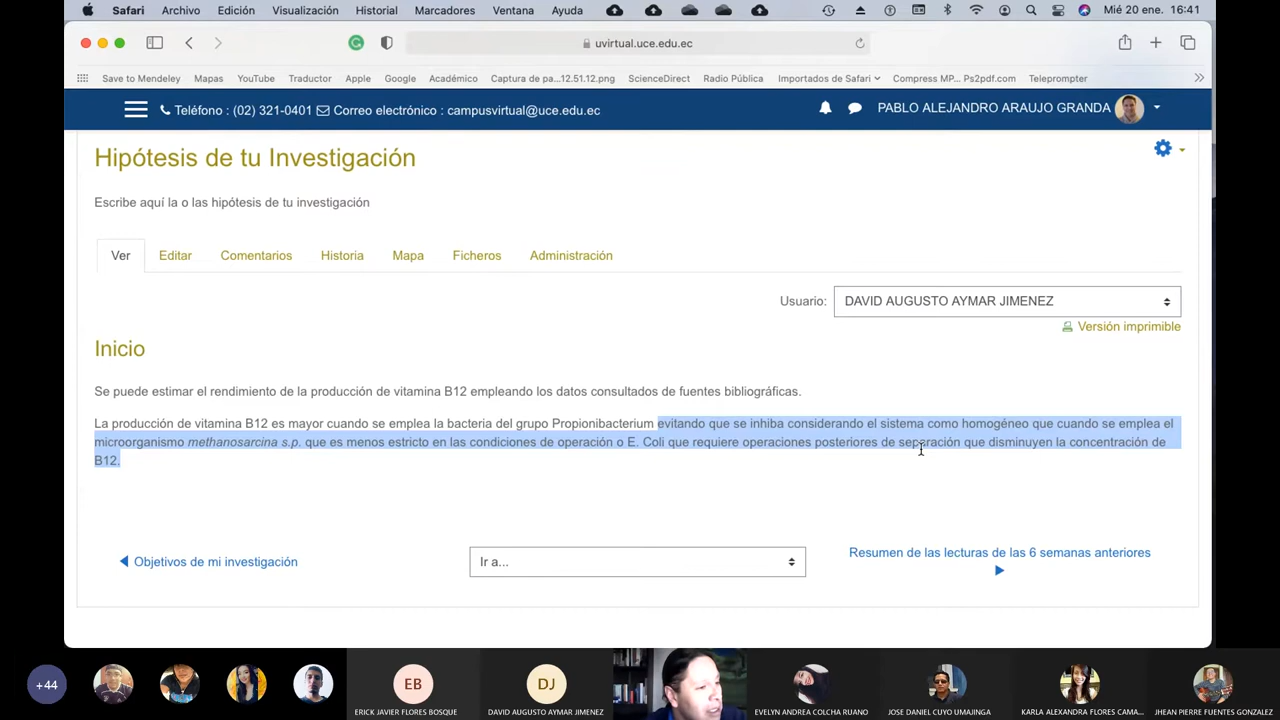 Safari Archivo Edición Visualización Historial Marcadores Ventana Ayuda Mié 20 ene. 16:41
uvirtual.uce.edu.ec
Save to Mendeley Mapas YouTube Traductor Apple Google Académico Captura de pa...12.51.12.png ScienceDirect Radio Pública Importados de Safari Compress MP... Ps2pdf.com Teleprompter
Teléfono : (02) 321-0401 Correo electrónico : campusvirtual@uce.edu.ec PABLO ALEJANDRO ARAUJO GRANDA
Hipótesis de tu Investigación
Escribe aquí la o las hipótesis de tu investigación
Ver Editar Comentarios Historia Mapa Ficheros Administración
Usuario: DAVID AUGUSTO AYMAR JIMENEZ
Versión imprimible
Inicio
Se puede estimar el rendimiento de la producción de vitamina B12 empleando los datos consultados de fuentes bibliográficas.
La producción de vitamina B12 es mayor cuando se emplea la bacteria del grupo Propionibacterium evitando que se inhiba considerando el sistema como homogéneo que cuando se emplea el
microorganismo methanosarcina s.p. que es menos estricto en las condiciones de operación o E. Coli que requiere operaciones posteriores de separación que disminuyen la concentración de
B12.
Objetivos de mi investigación Ir a... Resumen de las lecturas de las 6 semanas anteriores
+44 EB DJ
ERICK JAVIER FLORES BOSQUE DAVID AUGUSTO AYMAR JIMENEZ EVELYN ANDREA COLCHA RUANO JOSE DANIEL CUYO UMAJINGA KARLA ALEXANDRA FLORES CAMA... JHEAN PIERRE FUENTES GONZALEZ